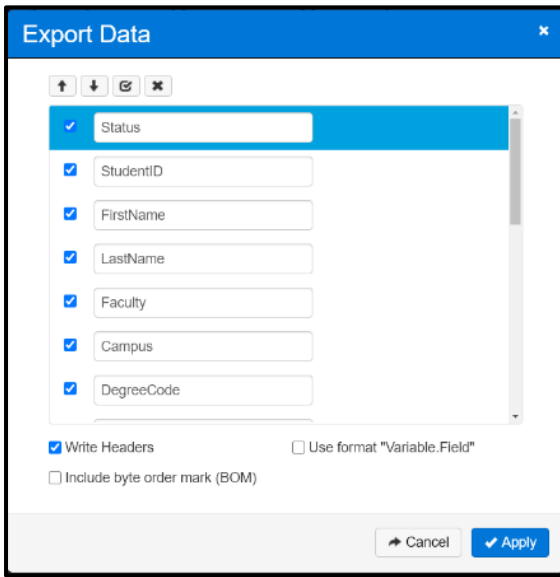 Export Data
Status
StudentID
FirstName
LastName
Faculty
Campus
DegreeCode
Write Headers
Use format "Variable.Field"
Include byte order mark (BOM)
Cancel
Apply